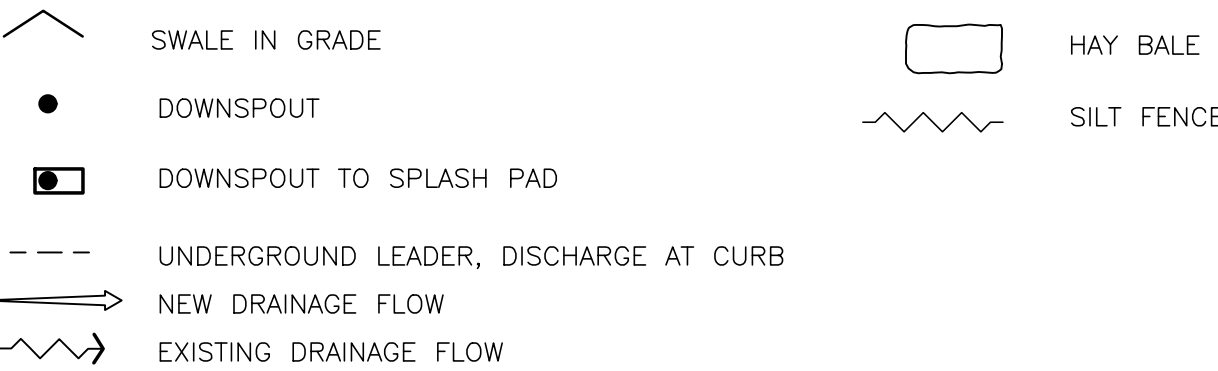 SWALE IN GRADE
DOWNSPOUT
DOWNSPOUT TO SPLASH PAD
UNDERGROUND LEADER, DISCHARGE AT CURB
NEW DRAINAGE FLOW
EXISTING DRAINAGE FLOW
HAY BALE
SILT FENCE